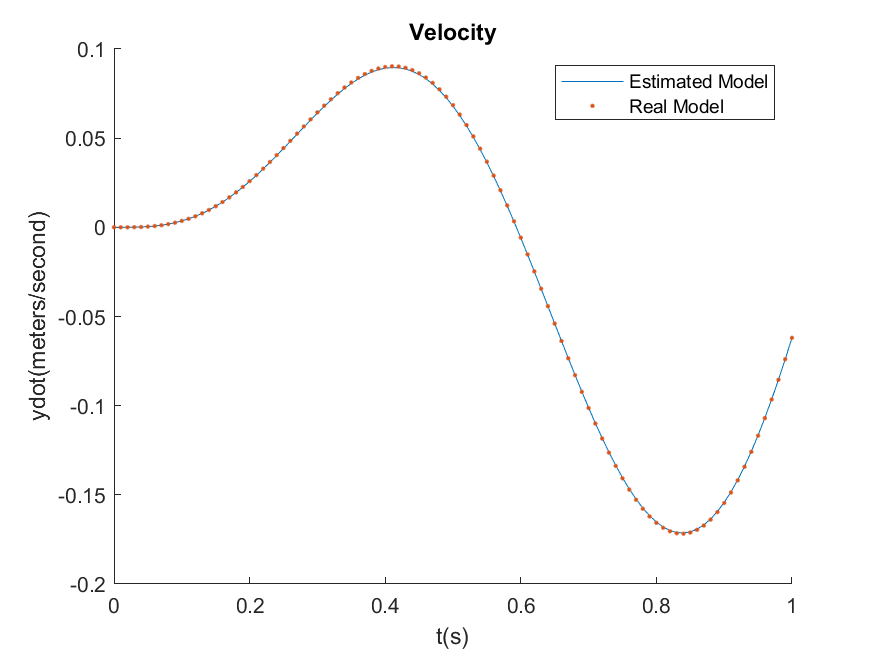 Velocity
Estimated Model
Real Model
0.1
0.05
0
-0.05
-0.1
-0.15
-0.2
ydot(meters/second)
0
0.2
0.4
0.6
0.8
1
t(s)